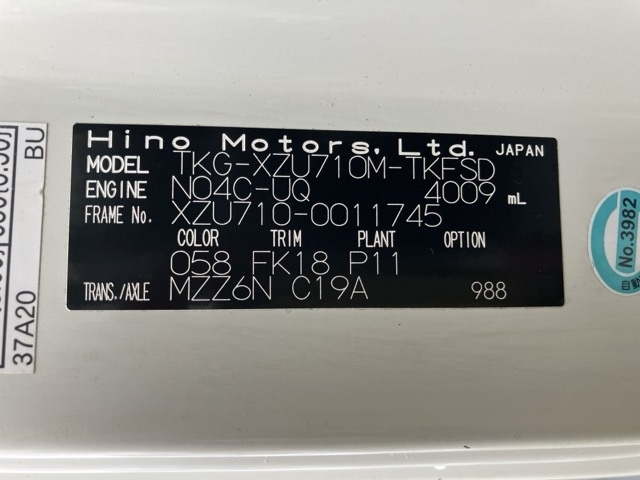 Hino Motors, Ltd. JAPAN
MODEL TKG-XZU710M-TKFSD
ENGINE N04C-UQ 4009 mL
FRAME No. XZU710-0011745
COLOR TRIM PLANT OPTION
058 FK18 P11
TRANS./AXLE MZZ6N C19A 988
BU
37A20
No.3982